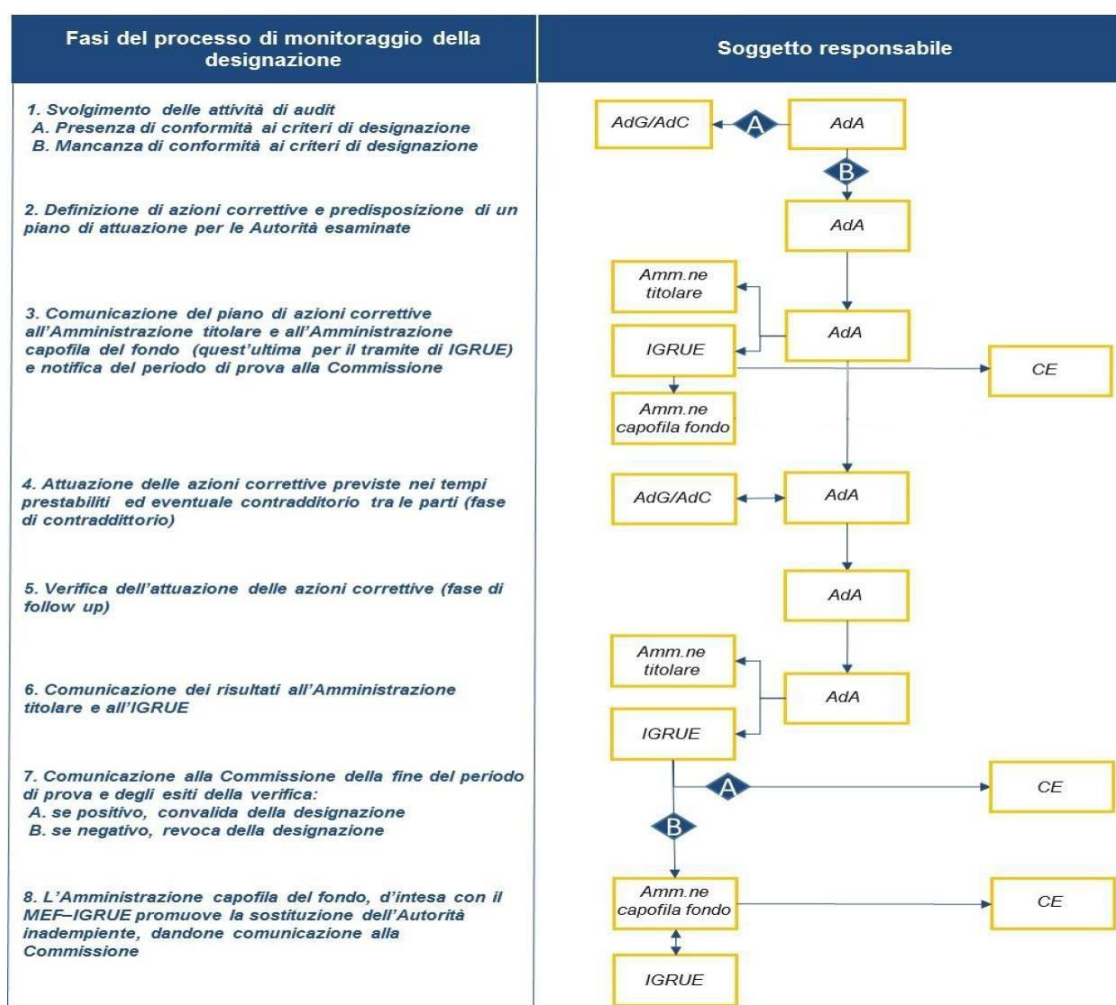 Fasi del processo di monitoraggio della
designazione
Soggetto responsabile
1. Svolgimento delle attività di audit
A. Presenza di conformità ai criteri di designazione
B. Mancanza di conformità ai criteri di designazione
AdG/AdC
A
AdA
B
2. Definizione di azioni correttive e predisposizione di un
piano di attuazione per le Autorità esaminate
AdA
3. Comunicazione del piano di azioni correttive
all'Amministrazione titolare e all'Amministrazione
capofila del fondo (quest'ultima per il tramite di IGRUE)
e notifica del periodo di prova alla Commissione
Amm.ne
titolare
AdA
IGRUE
CE
Amm.ne
capofila fondo
4. Attuazione delle azioni correttive previste nei tempi
prestabiliti ed eventuale contradditorio tra le parti (fase
di contraddittorio)
AdG/AdC
AdA
5. Verifica dell'attuazione delle azioni correttive (fase di
follow up)
AdA
6. Comunicazione dei risultati all'Amministrazione
titolare e all'IGRUE
Amm.ne
titolare
AdA
IGRUE
7. Comunicazione alla Commissione della fine del periodo
di prova e degli esiti della verifica:
A. se positivo, convalida della designazione
B. se negativo, revoca della designazione
A
CE
B
8. L'Amministrazione capofila del fondo, d'intesa con il
MEF–IGRUE promuove la sostituzione dell'Autorità
inadempiente, dandone comunicazione alla
Commissione
Amm.ne
capofila fondo
CE
IGRUE